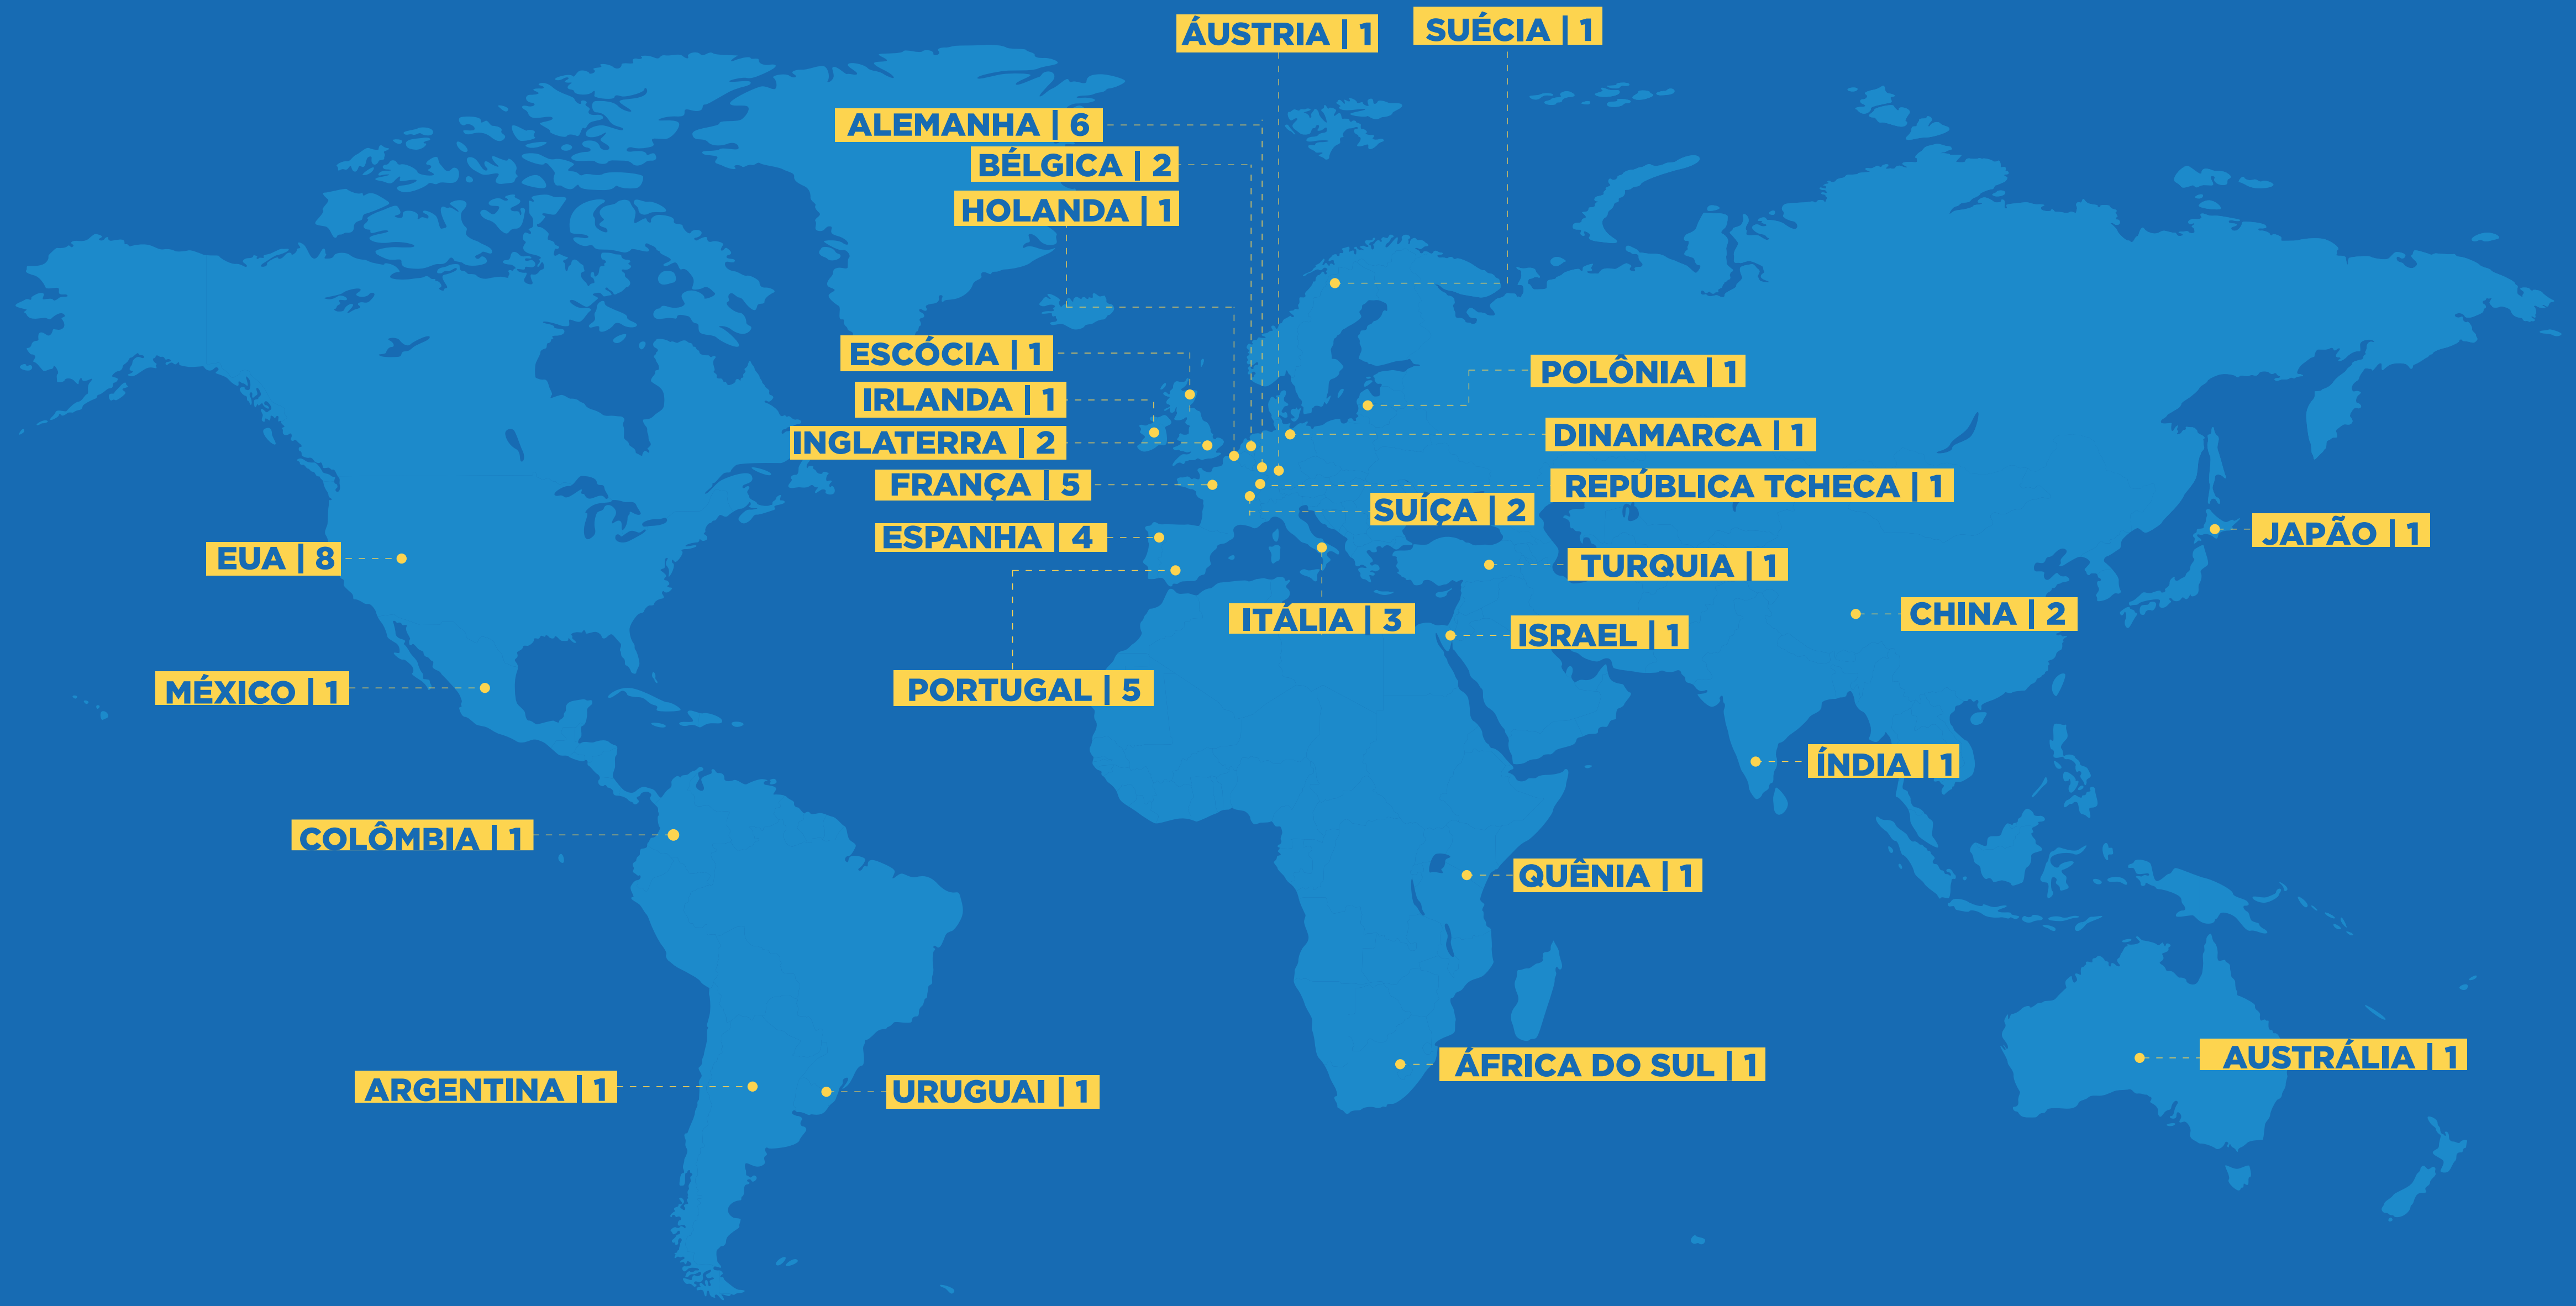 ÁUSTRIA | 1
SUÉCIA | 1
ALEMANHA | 6
BÉLGICA | 2
HOLANDA | 1
ESCÓCIA | 1
POLÔNIA | 1
IRLANDA | 1
INGLATERRA | 2
DINAMARCA | 1
FRANÇA | 5
REPÚBLICA TCHECA | 1
SUÍÇA | 2
ESPANHA | 4
JAPÃO | 1
EUA | 8
TURQUIA | 1
ITÁLIA | 3
CHINA | 2
ISRAEL | 1
MÉXICO | 1
PORTUGAL | 5
ÍNDIA | 1
COLÔMBIA | 1
QUÊNIA | 1
ÁFRICA DO SUL | 1
AUSTRÁLIA | 1
ARGENTINA | 1
URUGUAI | 1